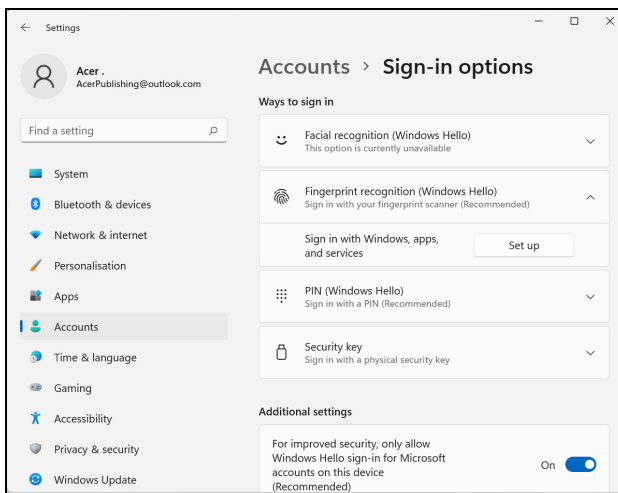 Settings
Acer .
AcerPublishing@outlook.com
Find a setting
System
Bluetooth & devices
Network & internet
Personalisation
Apps
Accounts
Time & language
Gaming
Accessibility
Privacy & security
Windows Update
Accounts > Sign-in options
Ways to sign in
Facial recognition (Windows Hello)
This option is currently unavailable
Fingerprint recognition (Windows Hello)
Sign in with your fingerprint scanner (Recommended)
Sign in with Windows, apps,
and services
Set up
PIN (Windows Hello)
Sign in with a PIN (Recommended)
Security key
Sign in with a physical security key
Additional settings
For improved security, only allow
Windows Hello sign-in for Microsoft
accounts on this device
(Recommended)
On